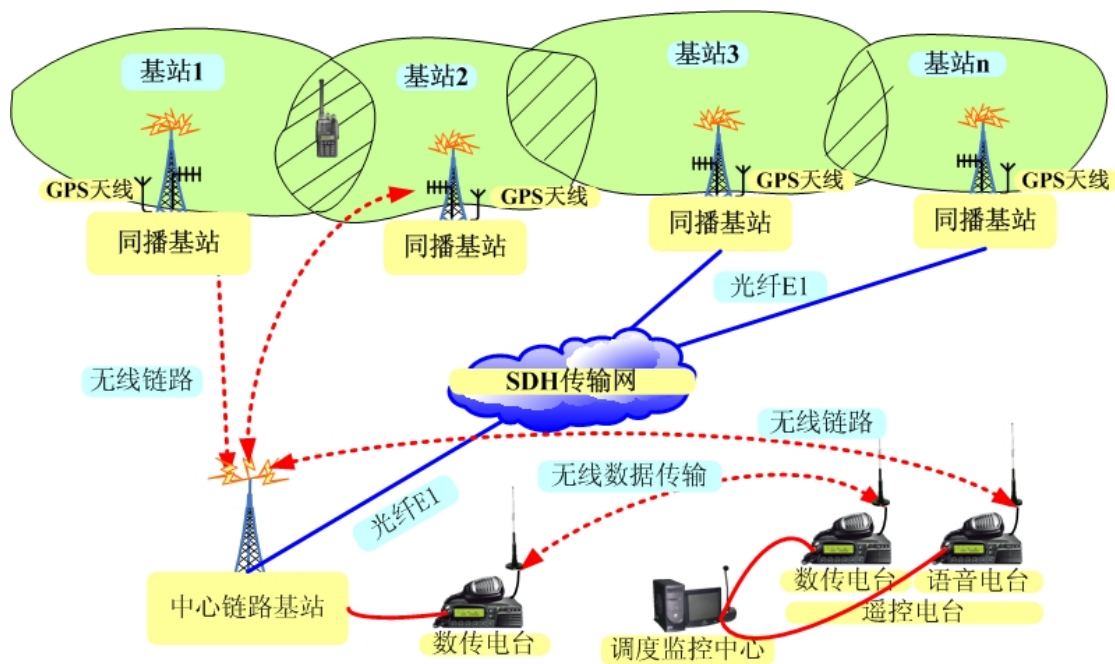 基站1
基站2
基站3
基站n
GPS天线
GPS天线
GPS天线
GPS天线
同播基站
同播基站
同播基站
同播基站
光纤E1
无线链路
SDH传输网
无线链路
无线数据传输
光纤E1
中心链路基站
数传电台
调度监控中心
数传电台
语音电台
遥控电台